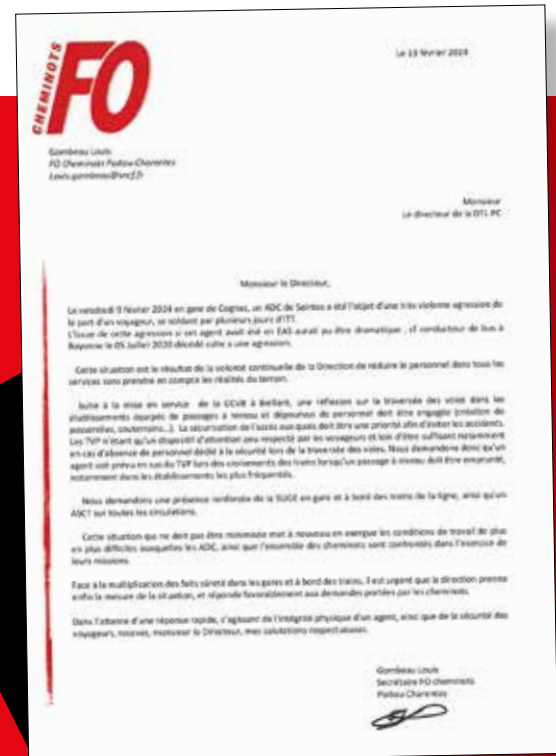 CHEMINOTS
FO
Le 13 février 2024
Gombeau Louis
FO Cheminots Poitou-Charentes
Louis.gombeau@sncf.fr
Monsieur
Le directeur de la DTL PC
Monsieur le Directeur,
Le vendredi 9 février 2024 en gare de Cognac, un ADC de Saintes a été l'objet d'une très violente agression de
la part d'un voyageur, se soldant par plusieurs jours d'ITT.
L'issue de cette agression si cet agent avait été en EAS aurait pu être dramatique , cf conducteur de bus à
Bayonne le 05 Juillet 2020 décédé suite a une agression.
Cette situation est le résultat de la volonté continuelle de la Direction de réduire le personnel dans tous les
services sans prendre en compte les réalités du terrain.
Suite à la mise en service de la CCVR à Beillant, une réflexion sur la traversée des voies dans les
établissements équipés de passages à niveau et dépourvus de personnel doit être engagée (création de
passerelles, souterrains...). La sécurisation de l'accès aux quais doit être une priorité afin d'éviter les accidents.
Les TVP n'étant qu'un dispositif d'attention peu respecté par les voyageurs et loin d'être suffisant notamment
en cas d'absence de personnel dédié à la sécurité lors de la traversée des voies. Nous demandons donc qu'un
agent soit prévu en sus du TVP lors des croisements des trains lorsqu'un passage à niveau doit être emprunté,
notamment dans les établissements les plus fréquentés.
Nous demandons une présence renforcée de la SUGE en gare et à bord des trains de la ligne, ainsi qu'un
ASCT sur toutes les circulations.
Cette situation qui ne doit pas être minimisée met à nouveau en exergue les conditions de travail de plus
en plus difficiles auxquelles les ADC, ainsi que l'ensemble des cheminots sont confrontés dans l'exercice de
leurs missions.
Face à la multiplication des faits sûreté dans les gares et à bord des trains, il est urgent que la direction prenne
enfin la mesure de la situation, et réponde favorablement aux demandes portées par les cheminots.
Dans l'attente d'une réponse rapide, s'agissant de l'intégrité physique d'un agent, ainsi que de la sécurité des
voyageurs, recevez, monsieur le Directeur, mes salutations respectueuses.
Gombeau Louis
Secrétaire FO cheminots
Poitou Charentes